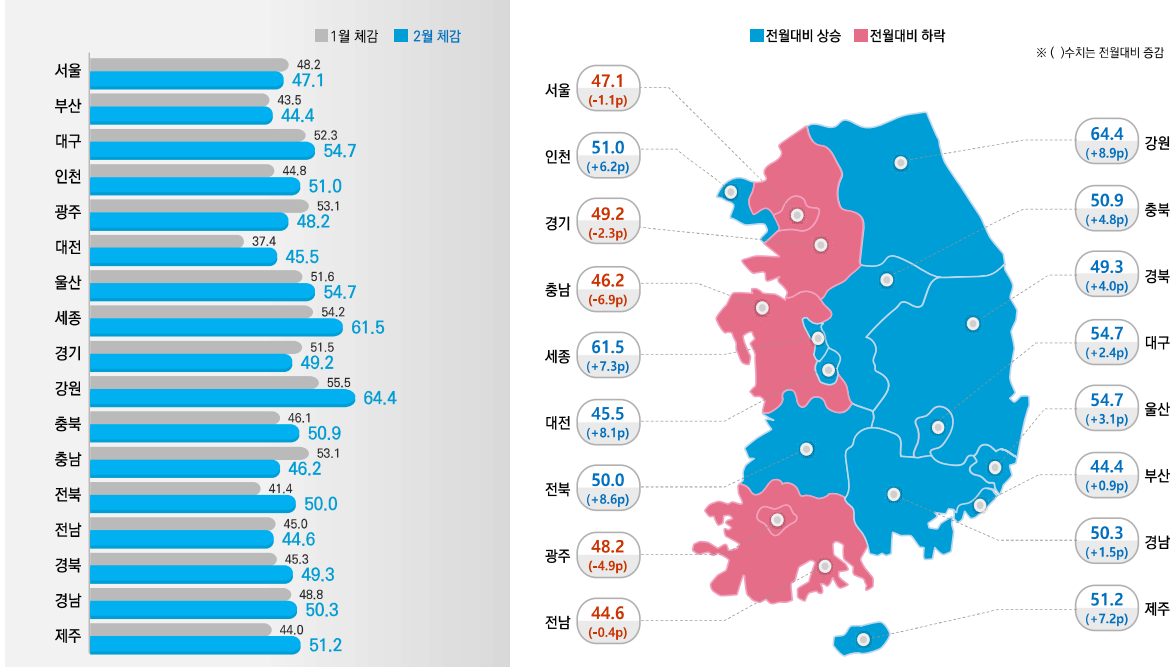 1월 체감 2월 체감
서울 48.2
47.1
부산 43.5
44.4
대구 52.3
54.7
인천 44.8
51.0
광주 53.1
48.2
대전 37.4
45.5
울산 51.6
54.7
세종 54.2
61.5
경기 51.5
49.2
강원 55.5
64.4
충북 46.1
50.9
충남 53.1
46.2
전북 41.4
50.0
전남 45.0
44.6
경북 45.3
49.3
경남 48.8
50.3
제주 44.0
51.2
전월대비 상승 전월대비 하락
※ ( )수치는 전월대비 증감
서울 47.1
(-1.1p)
인천 51.0
(+6.2p)
경기 49.2
(-2.3p)
충남 46.2
(-6.9p)
세종 61.5
(+7.3p)
대전 45.5
(+8.1p)
전북 50.0
(+8.6p)
광주 48.2
(-4.9p)
전남 44.6
(-0.4p)
64.4 강원
(+8.9p)
50.9 충북
(+4.8p)
49.3 경북
(+4.0p)
54.7 대구
(+2.4p)
54.7 울산
(+3.1p)
44.4 부산
(+0.9p)
50.3 경남
(+1.5p)
51.2 제주
(+7.2p)